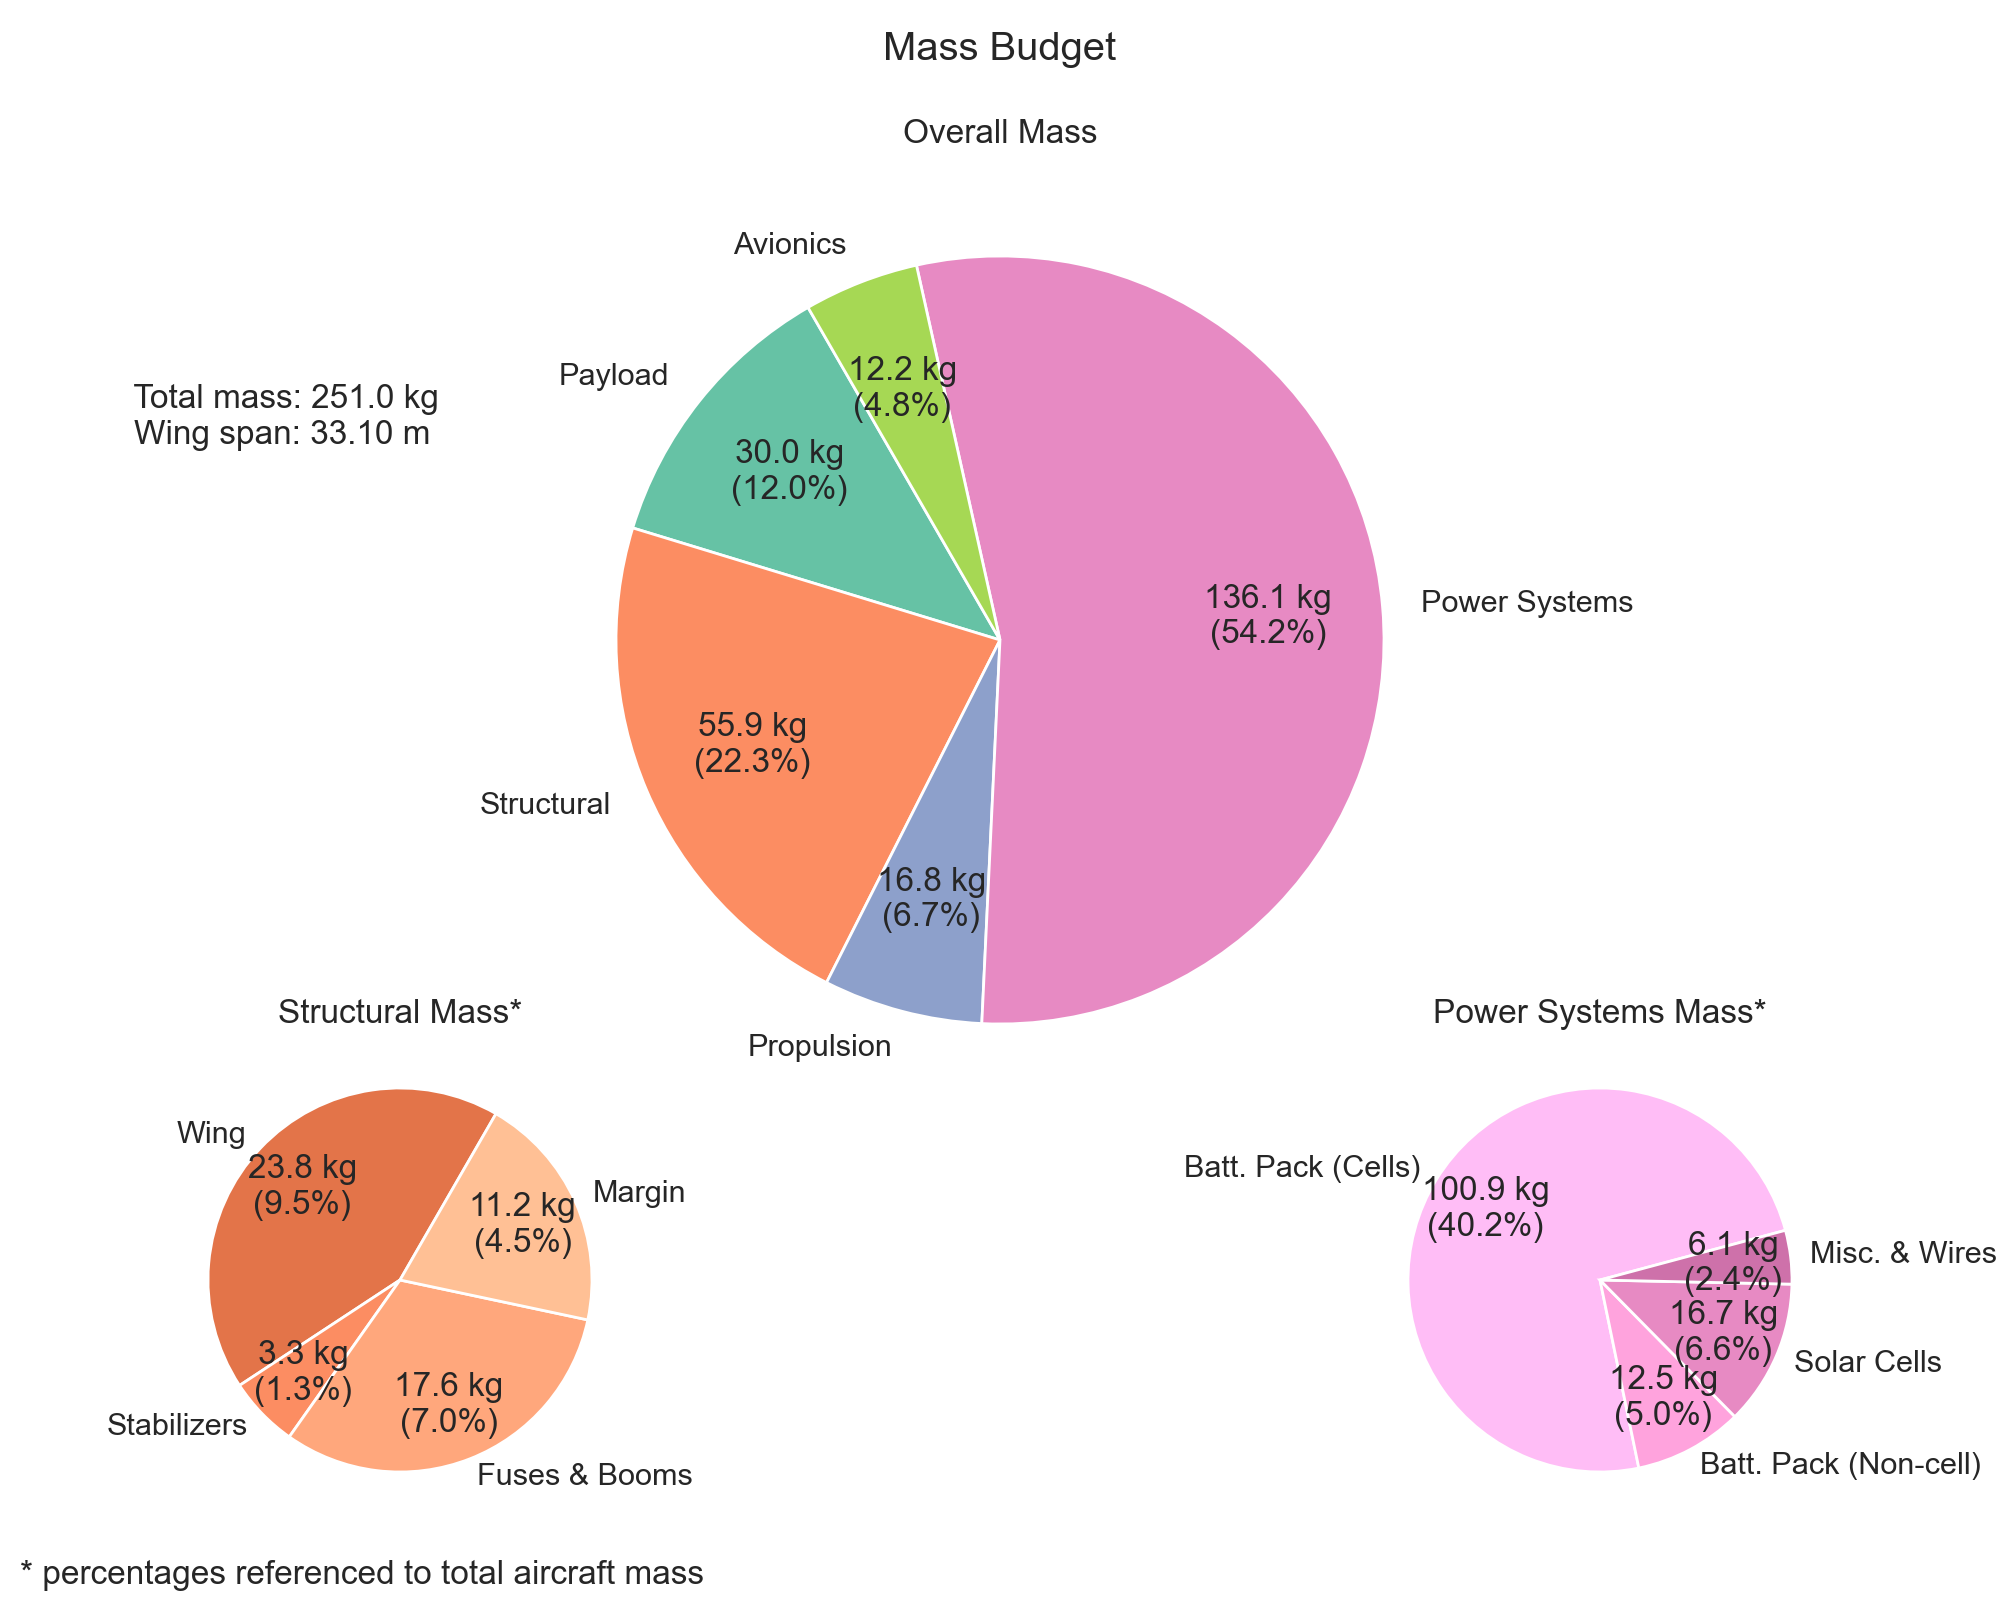 Mass Budget
Overall Mass
Avionics
Payload
12.2 kg
(4.8%)
Total mass: 251.0 kg
Wing span: 33.10 m
30.0 kg
(12.0%)
136.1 kg
(54.2%)
Power Systems
55.9 kg
(22.3%)
Structural
16.8 kg
(6.7%)
Propulsion
Structural Mass*
Wing
23.8 kg
(9.5%)
Margin
11.2 kg
(4.5%)
3.3 kg
(1.3%)
Stabilizers
17.6 kg
(7.0%)
Fuses & Booms
Power Systems Mass*
Batt. Pack (Cells)
100.9 kg
(40.2%)
6.1 kg
(2.4%)
Misc. & Wires
16.7 kg
(6.6%)
Solar Cells
12.5 kg
(5.0%)
Batt. Pack (Non-cell)
* percentages referenced to total aircraft mass